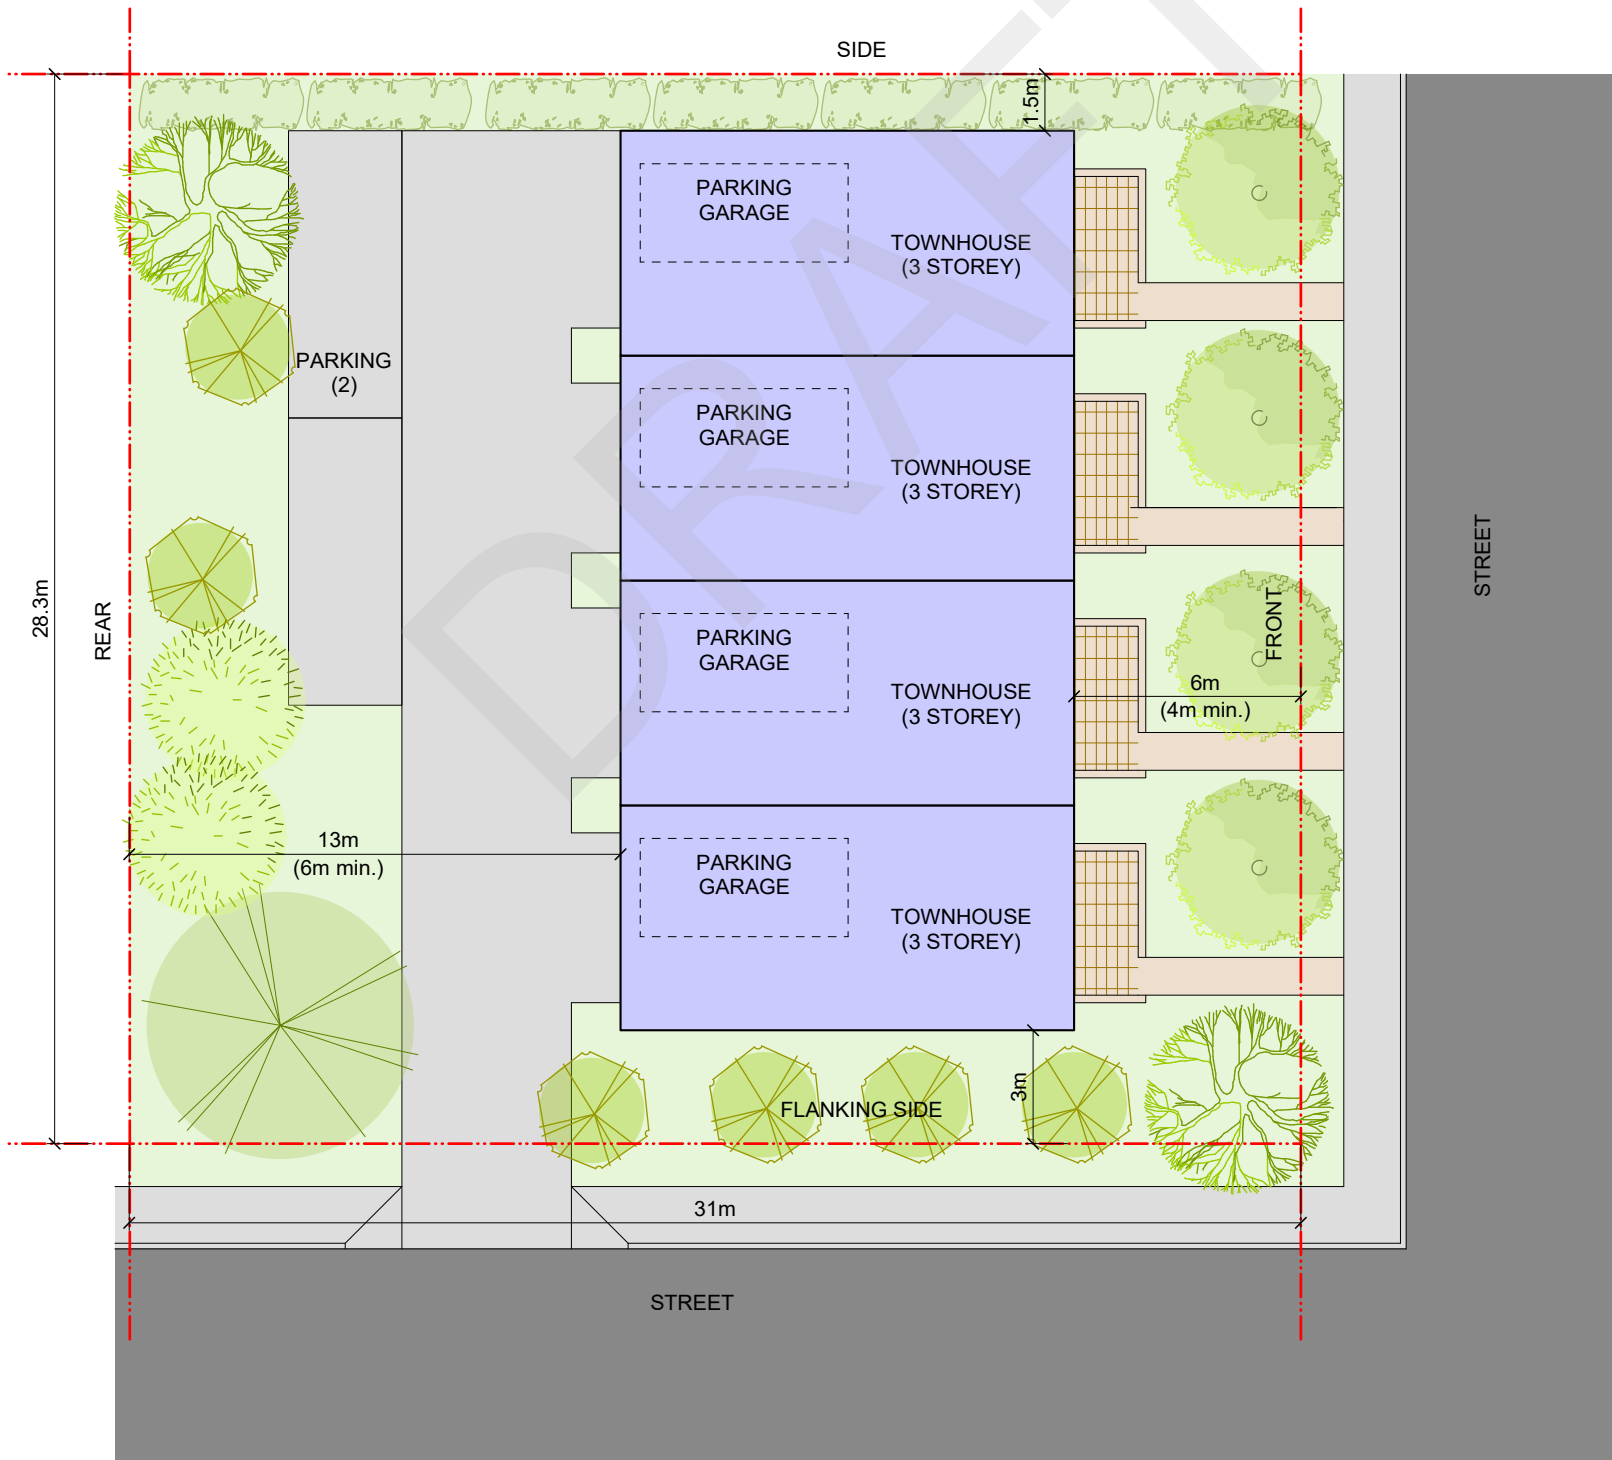 SIDE
1.5m
PARKING
GARAGE
TOWNHOUSE
(3 STOREY)
PARKING
(2)
PARKING
GARAGE
TOWNHOUSE
(3 STOREY)
28.3m
REAR
PARKING
GARAGE
TOWNHOUSE
(3 STOREY)
FRONT
STREET
6m
(4m min.)
13m
(6m min.)
PARKING
GARAGE
TOWNHOUSE
(3 STOREY)
3m
FLANKING SIDE
31m
STREET
DRAFT